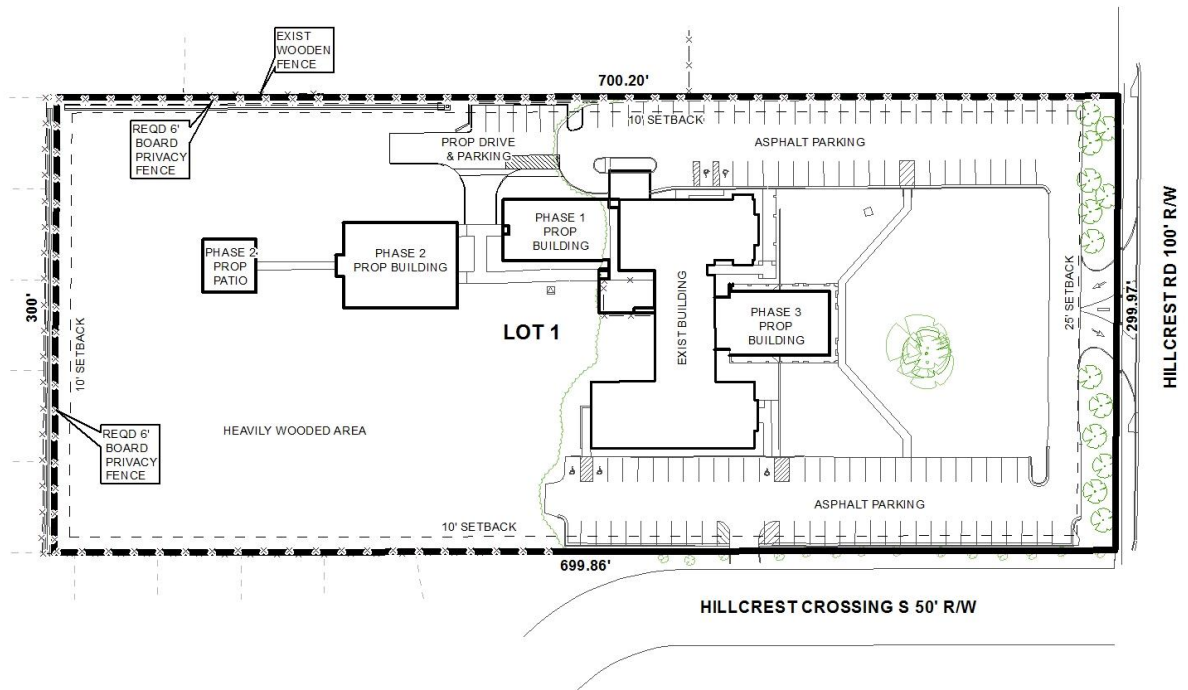 EXIST
WOODEN
FENCE
700.20'
REQD 6'
BOARD
PRIVACY
FENCE
PROP DRIVE
& PARKING
10' SETBACK
ASPHALT PARKING
PHASE 1
PROP
BUILDING
PHASE 2
PROP BUILDING
PHASE 2
PROP
PATIO
300'
10' SETBACK
LOT 1
EXIST BUILDING
PHASE 3
PROP
BUILDING
25' SETBACK
299.97'
HILLCREST RD 100' R/W
HEAVILY WOODED AREA
REQD 6'
BOARD
PRIVACY
FENCE
10' SETBACK
ASPHALT PARKING
699.86'
HILLCREST CROSSING S 50' R/W